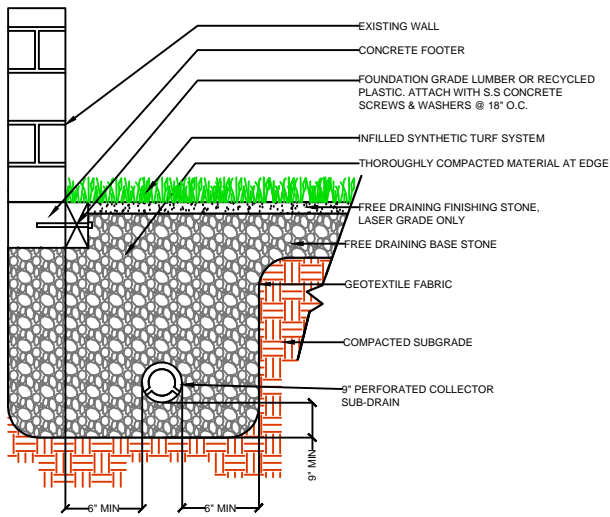 EXISTING WALL
CONCRETE FOOTER
FOUNDATION GRADE LUMBER OR RECYCLED
PLASTIC. ATTACH WITH S.S CONCRETE
SCREWS & WASHERS @ 18" O.C.
INFILLED SYNTHETIC TURF SYSTEM
THOROUGHLY COMPACTED MATERIAL AT EDGE
FREE DRAINING FINISHING STONE,
LASER GRADE ONLY
FREE DRAINING BASE STONE
GEOTEXTILE FABRIC
COMPACTED SUBGRADE
9" PERFORATED COLLECTOR
SUB-DRAIN
9" MIN
6" MIN
6" MIN